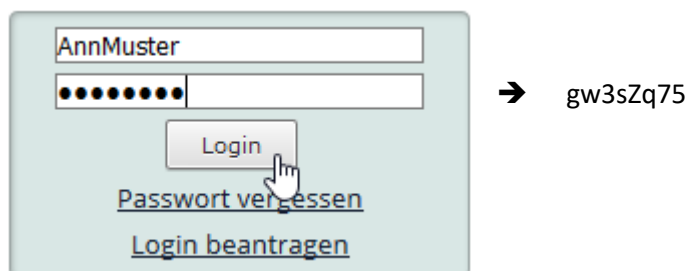 AnnMuster
●●●●●●●● ➔ gw3sZq75
Login
Passwort vergessen
Login beantragen